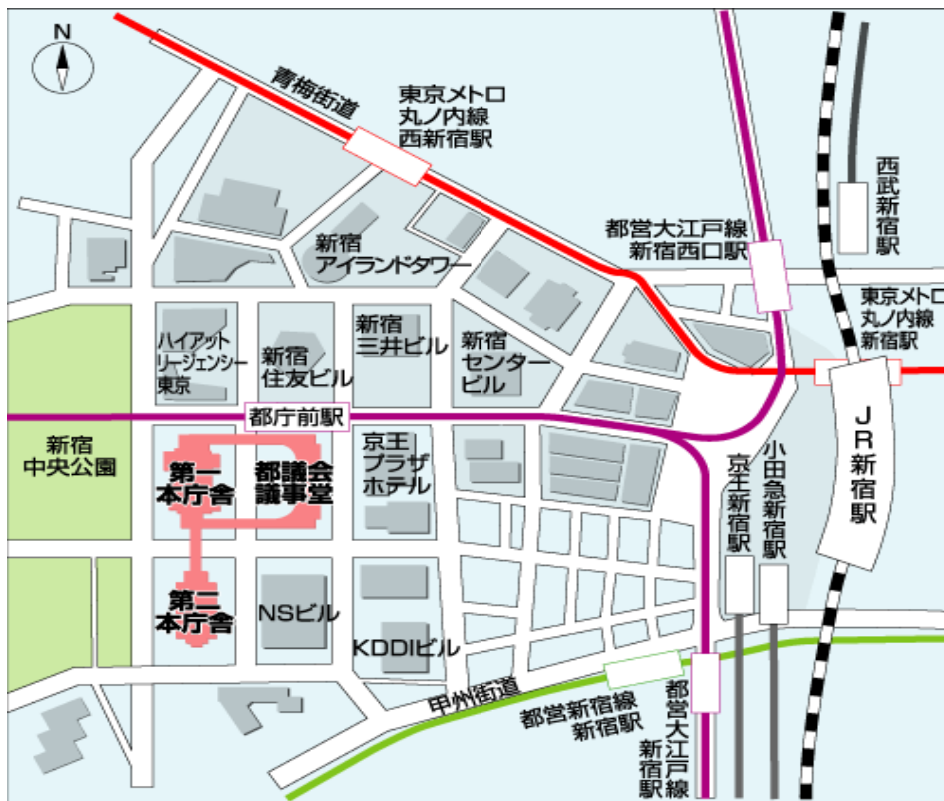 N
青梅街道
東京メトロ
丸ノ内線
西新宿駅
西武新宿駅
都営大江戸線
新宿西口駅
新宿
アイランドタワー
東京メトロ
丸ノ内線
新宿駅
ハイアット
リージェンシー
東京
新宿
住友ビル
新宿
三井ビル
新宿
センター
ビル
都庁前駅
JR新宿駅
新宿
中央公園
第一
本庁舎
都議会
議事堂
京王
プラザ
ホテル
京王新宿駅
小田急新宿駅
第二
本庁舎
NSビル
KDDIビル
甲州街道
都営新宿線
新宿駅
都営大江戸線
新宿駅